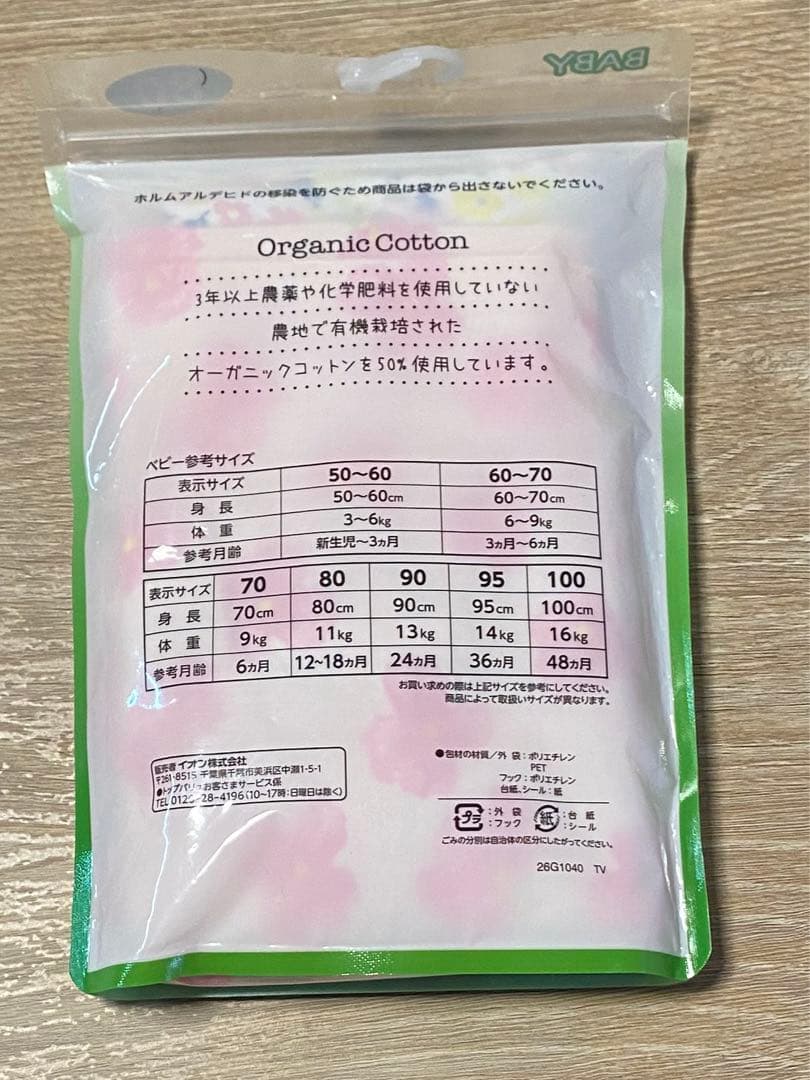 BABY
ホルムアルデヒドの移染を防ぐため商品は袋から出さないでください。
Organic Cotton
3年以上農薬や化学肥料を使用していない
農地で有機栽培された
オーガニックコットンを50%使用しています。
ベビー参考サイズ
表示サイズ 50〜60 60〜70
身長 50〜60cm 60〜70cm
体重 3〜6kg 6〜9kg
参考月齢 新生児〜3ヵ月 3ヵ月〜6ヵ月
表示サイズ 70 80 90 95 100
身長 70cm 80cm 90cm 95cm 100cm
体重 9kg 11kg 13kg 14kg 16kg
参考月齢 6ヵ月 12~18ヵ月 24ヵ月 36ヵ月 48ヵ月
お買い求めの際は上記サイズを参考にしてください。
商品によって取扱いサイズが異なります。
販売者 イオン株式会社
〒261-8515 千葉県千葉市美浜区中瀬1-5-1
●トップバリュお客さまサービス係
TEL 0120-28-4196(10〜17時:日曜日は除く)
●包材の材質/外 袋:ポリエチレン
PET
フック:ポリエチレン
台紙、シール:紙
プラ :外 袋 紙 :台 紙
:フック :シール
ごみの分別は自治体の区分にしたがってください。
26G1040 TV